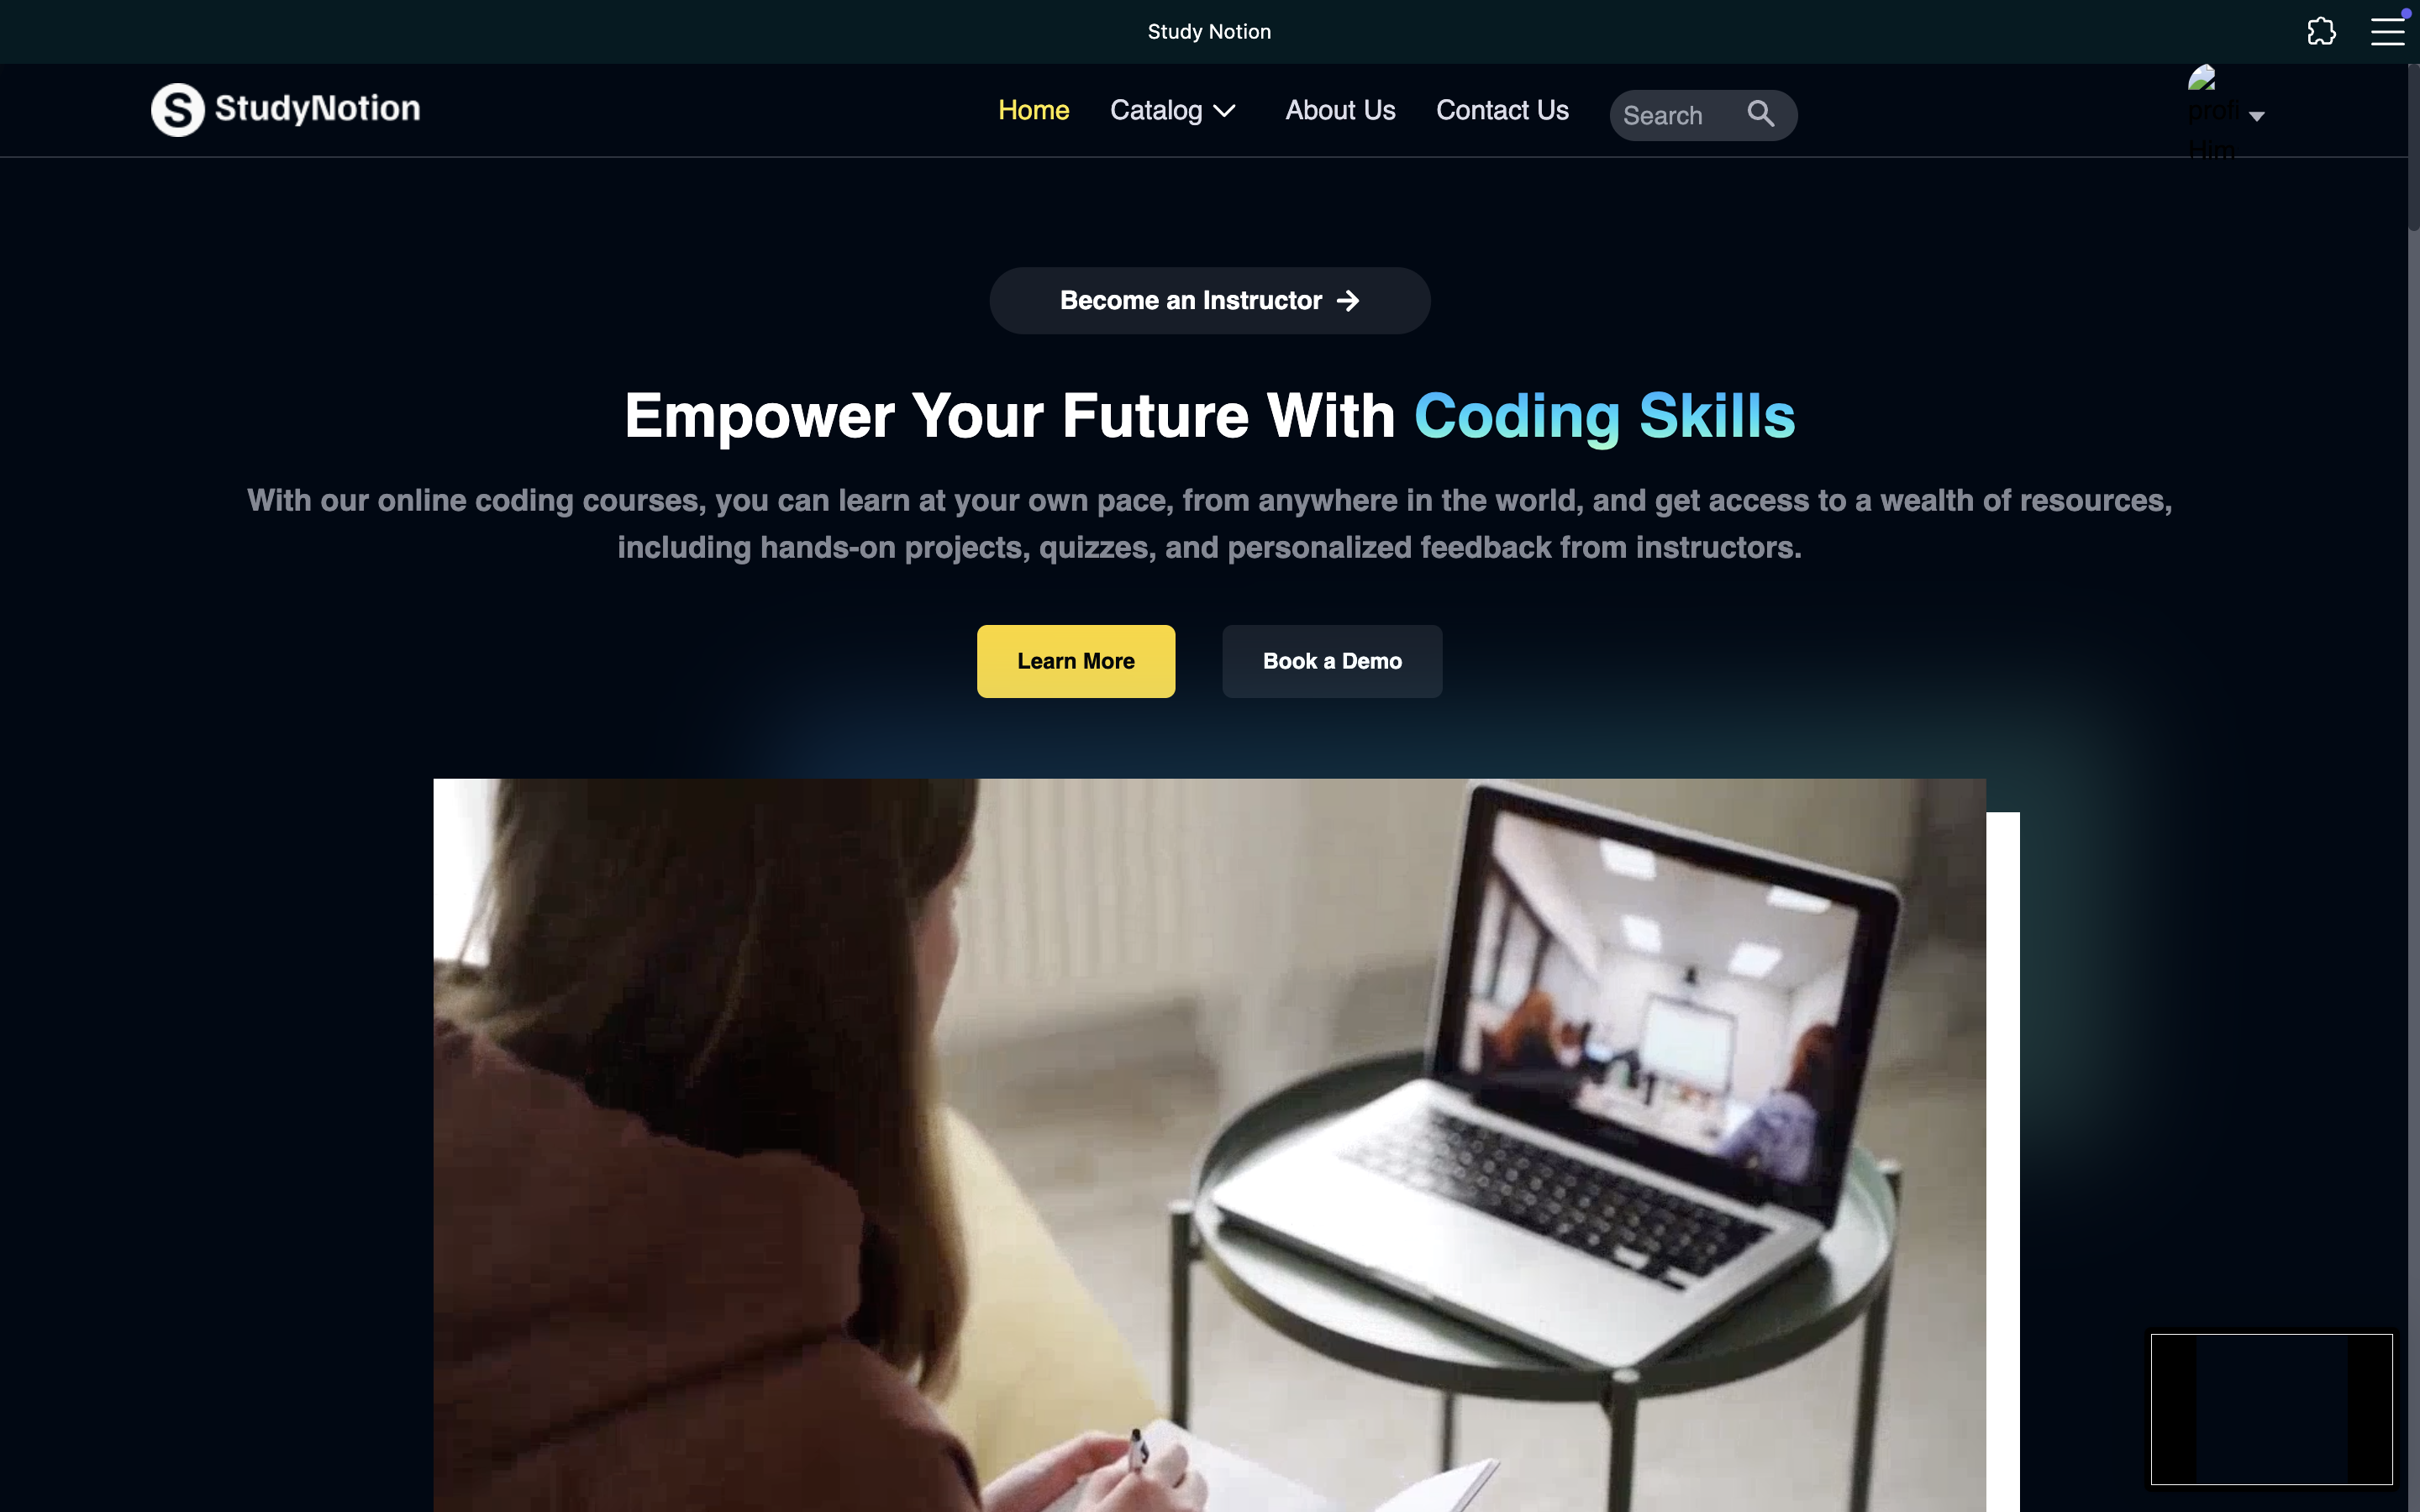 Study Notion
StudyNotion
Home Catalog About Us Contact Us Search
profi
Him
Become an Instructor →
Empower Your Future With Coding Skills
With our online coding courses, you can learn at your own pace, from anywhere in the world, and get access to a wealth of resources,
including hands-on projects, quizzes, and personalized feedback from instructors.
Learn More Book a Demo